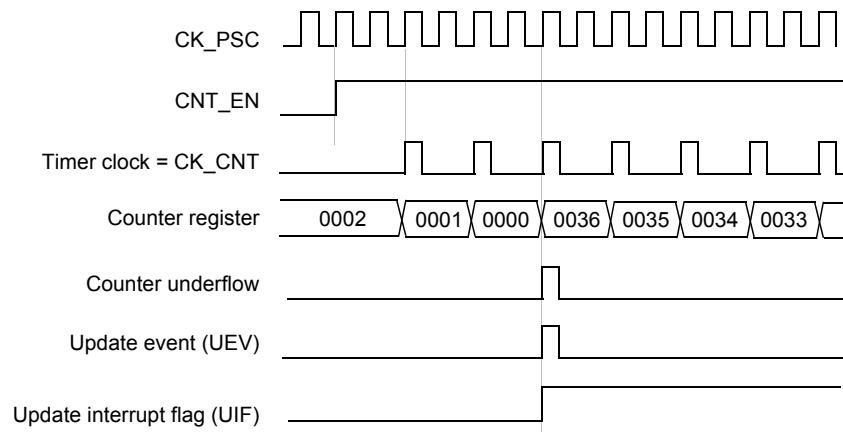 CK_PSC
CNT_EN
Timer clock = CK_CNT
Counter register 0002 0001 0000 0036 0035 0034 0033
Counter underflow
Update event (UEV)
Update interrupt flag (UIF)